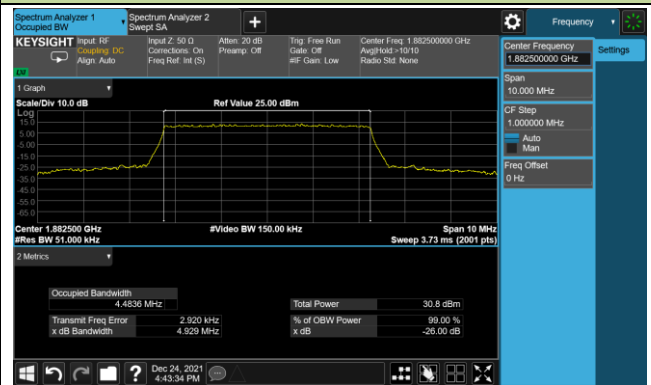 Spectrum Analyzer 1
Occupied BW
Spectrum Analyzer 2
Swept SA
Frequency
KEYSIGHT
Input: RF
Coupling: DC
Align: Auto
Input Z: 50 Ω
Corrections: On
Freq Ref: Int (S)
Atten: 20 dB
Preamp: Off
Trig: Free Run
Gate: Off
#IF Gain: Low
Center Freq: 1.882500000 GHz
Avg|Hold:>10/10
Radio Std: None
Center Frequency
1.882500000 GHz
Settings
Span
10.000 MHz
CF Step
1.000000 MHz
Auto
Man
Freq Offset
0 Hz
1 Graph
Scale/Div 10.0 dB
Ref Value 25.00 dBm
Log
15.0
5.00
-5.00
-15.0
-25.0
-35.0
-45.0
-55.0
-65.0
Center 1.882500 GHz
#Video BW 150.00 kHz
Span 10 MHz
#Res BW 51.000 kHz
Sweep 3.73 ms (2001 pts)
2 Metrics
Occupied Bandwidth
4.4836 MHz
Total Power
30.8 dBm
Transmit Freq Error
2.920 kHz
% of OBW Power
99.00 %
x dB Bandwidth
4.929 MHz
x dB
-26.00 dB
Dec 24, 2021
4:43:34 PM